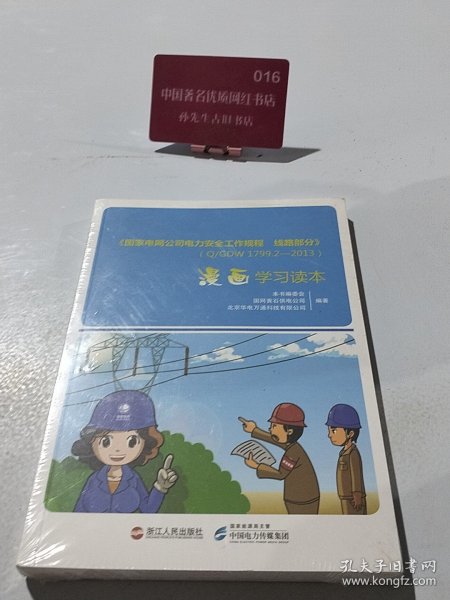 016
中国著名优质网红书店
孙先生古旧书店
《国家电网公司电力安全工作规程 线路部分》
(Q/GDW 1799.2—2013)
漫画学习读本
本书编委会
国网黄石供电公司
北京华电万通科技有限公司
编著
浙江人民出版社
国家能源局主管
中国电力传媒集团
孔夫子旧书网
www.kongfz.com